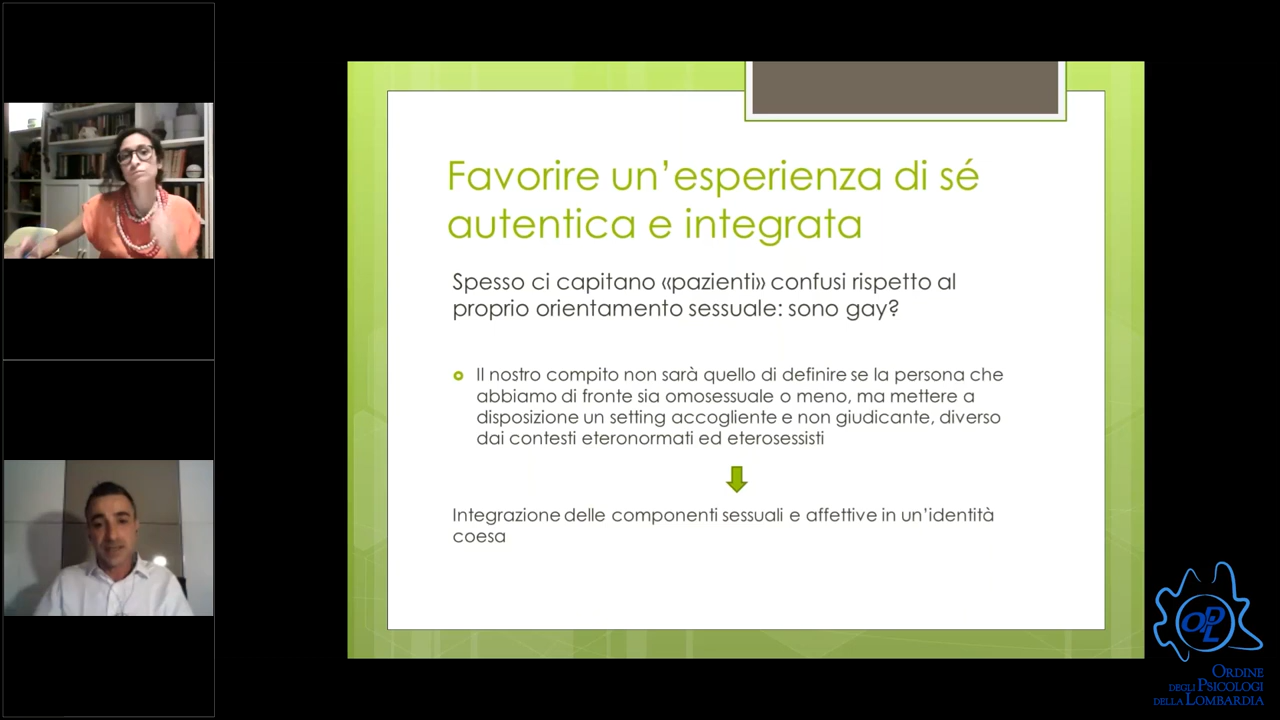 Favorire un’esperienza di sé
autentica e integrata
Spesso ci capitano «pazienti» confusi rispetto al
proprio orientamento sessuale: sono gay?
Il nostro compito non sarà quello di definire se la persona che
abbiamo di fronte sia omosessuale o meno, ma mettere a
disposizione un setting accogliente e non giudicante, diverso
dai contesti eteronormati ed eterosessisti
Integrazione delle componenti sessuali e affettive in un’identità
coesa
OPL
ORDINE
DEGLI PSICOLOGI
DELLA LOMBARDIA